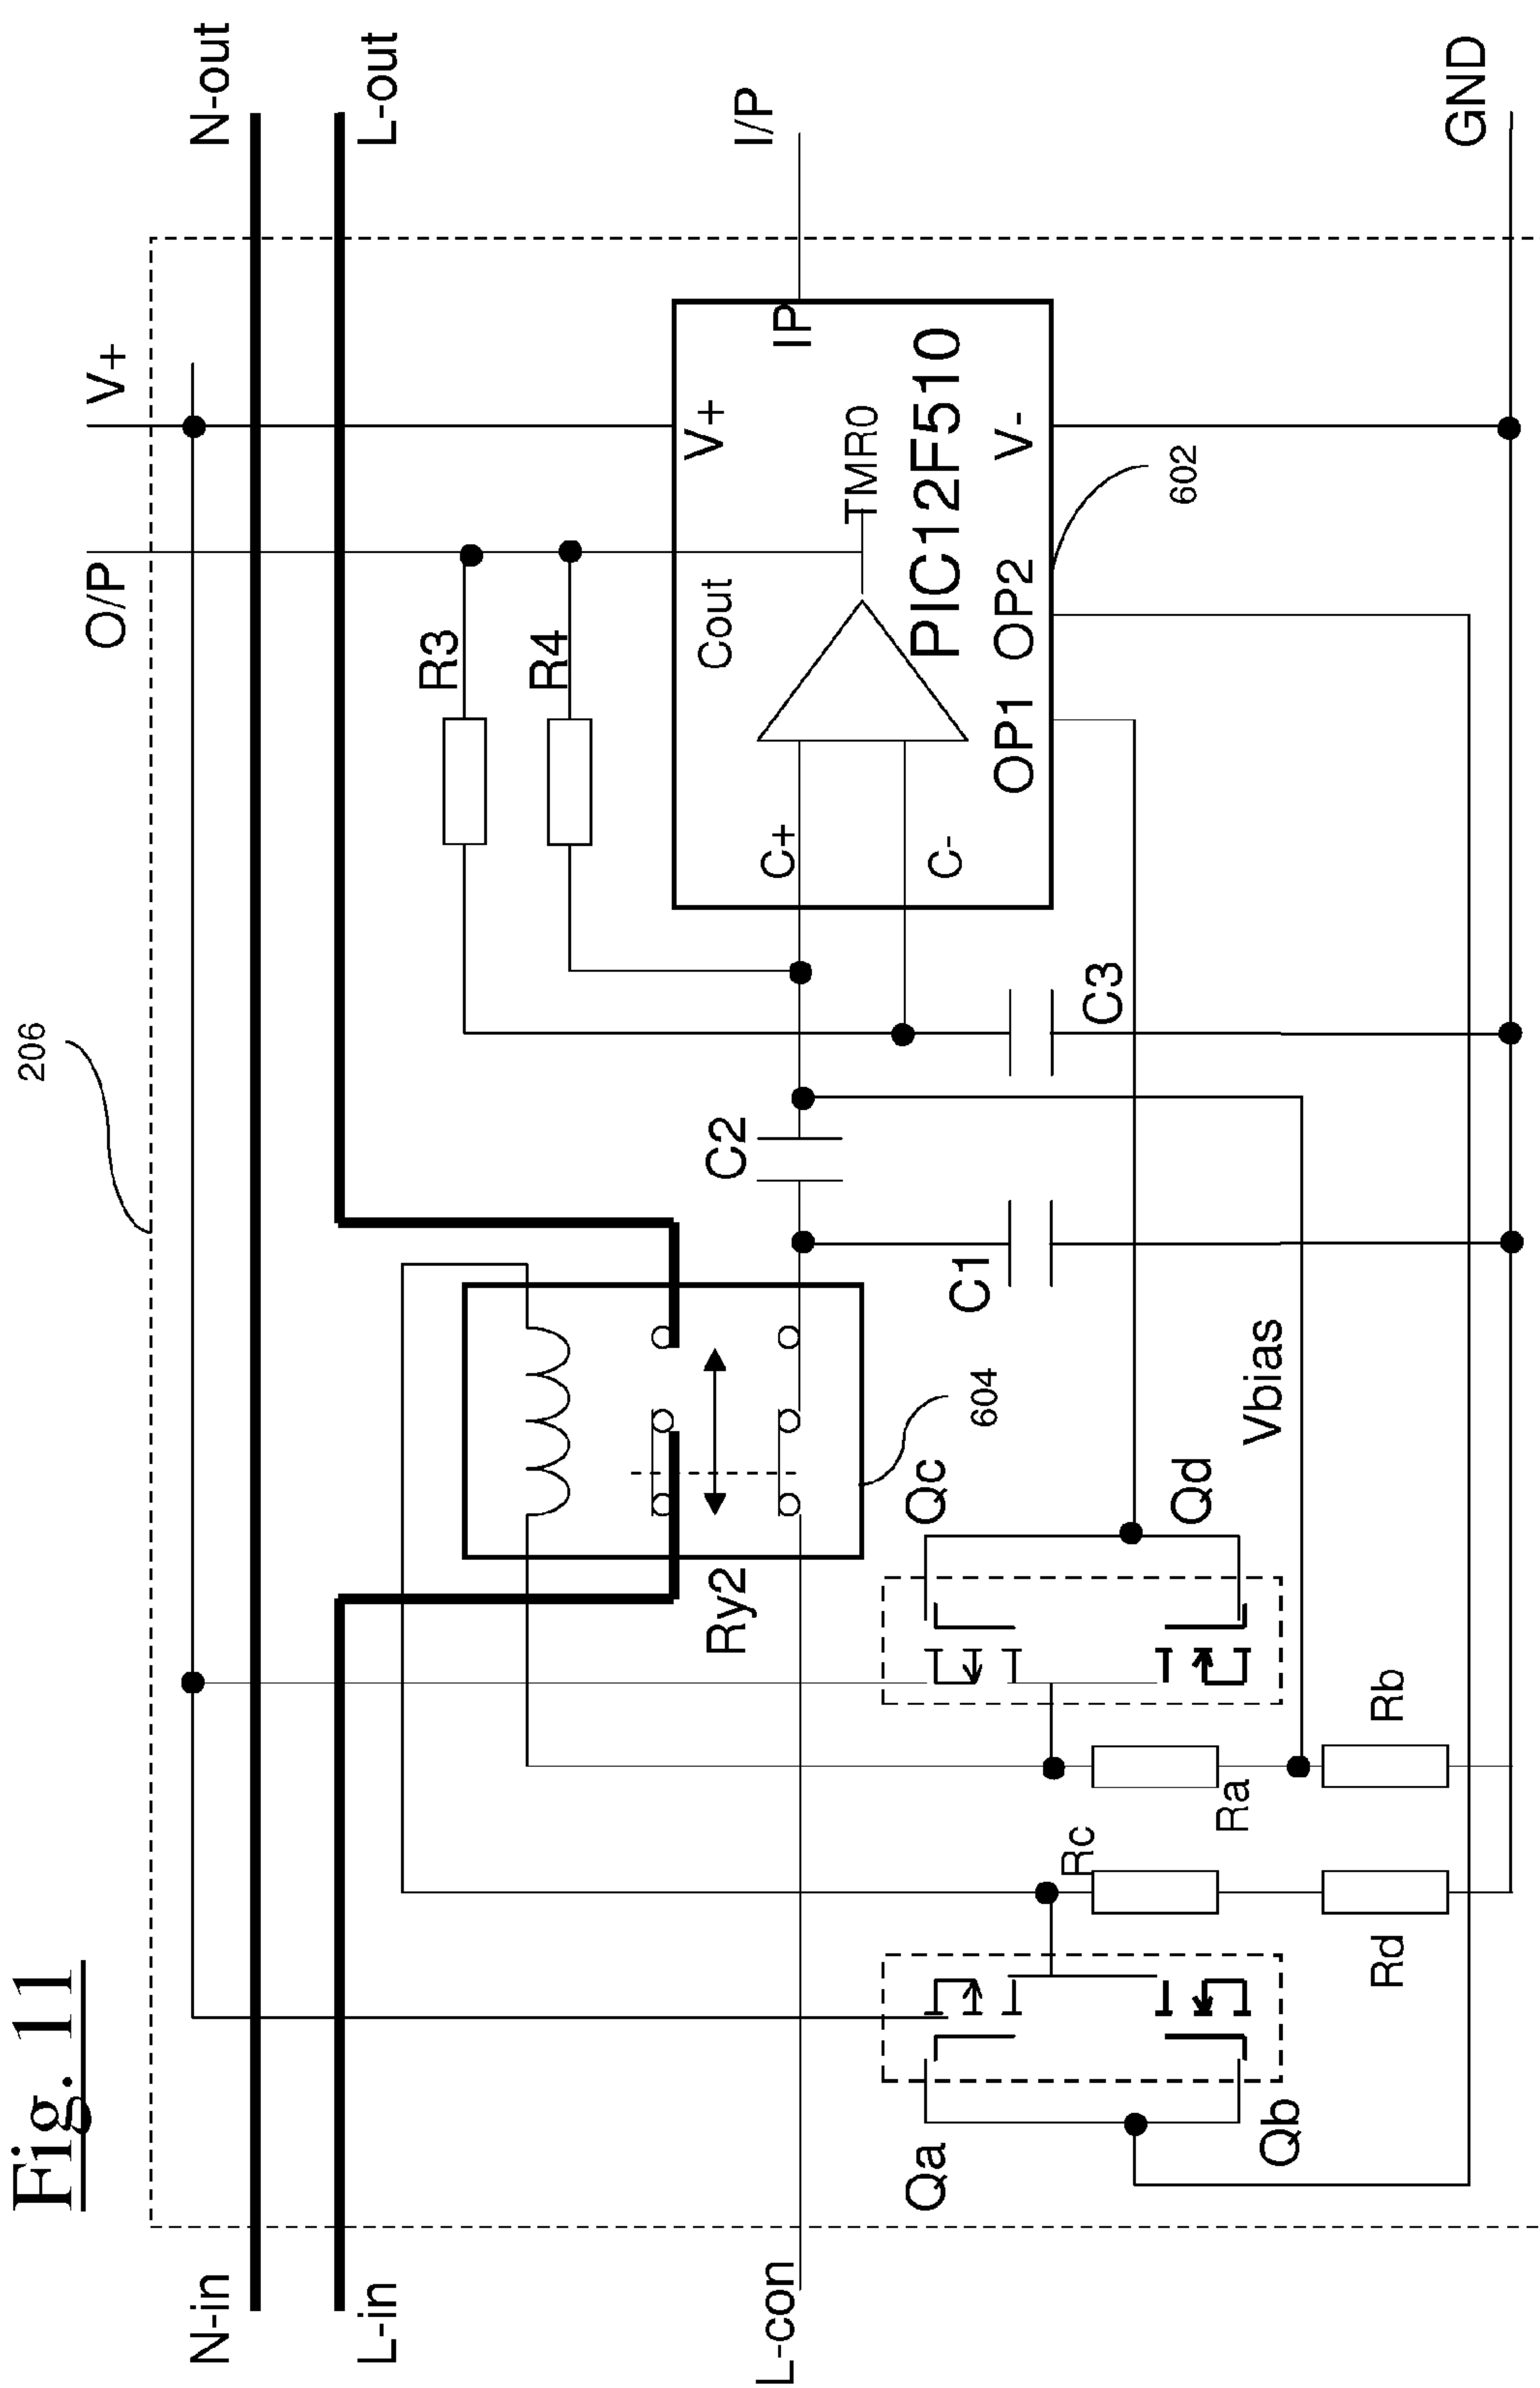 Fig. 11
206
N-in
N-out
L-in
L-out
V+
O/P
R3
R4
I/P
IP
V+
Cout
TMR0
PIC12F510
C+
C-
V-
OP1
OP2
602
C2
C3
C1
Ry2
604
L-con
Vbias
Qc
Qd
Qa
Qb
Ra
Rb
Rc
Rd
GND